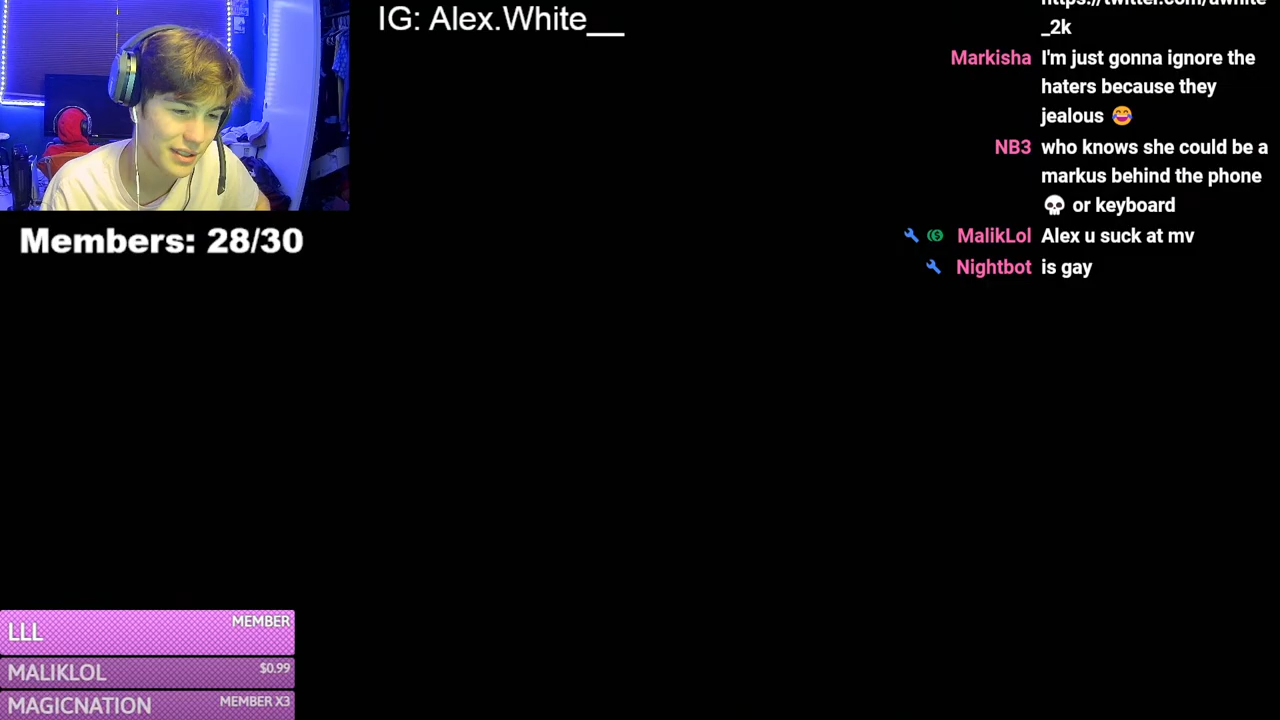 IG: Alex.White__
Members: 28/30
_2k
Markisha I'm just gonna ignore the
haters because they
jealous 😂
NB3 who knows she could be a
markus behind the phone
💀 or keyboard
MalikLol Alex u suck at mv
Nightbot is gay
LLL MEMBER
MALIKLOL $0.99
MAGICNATION MEMBER X3